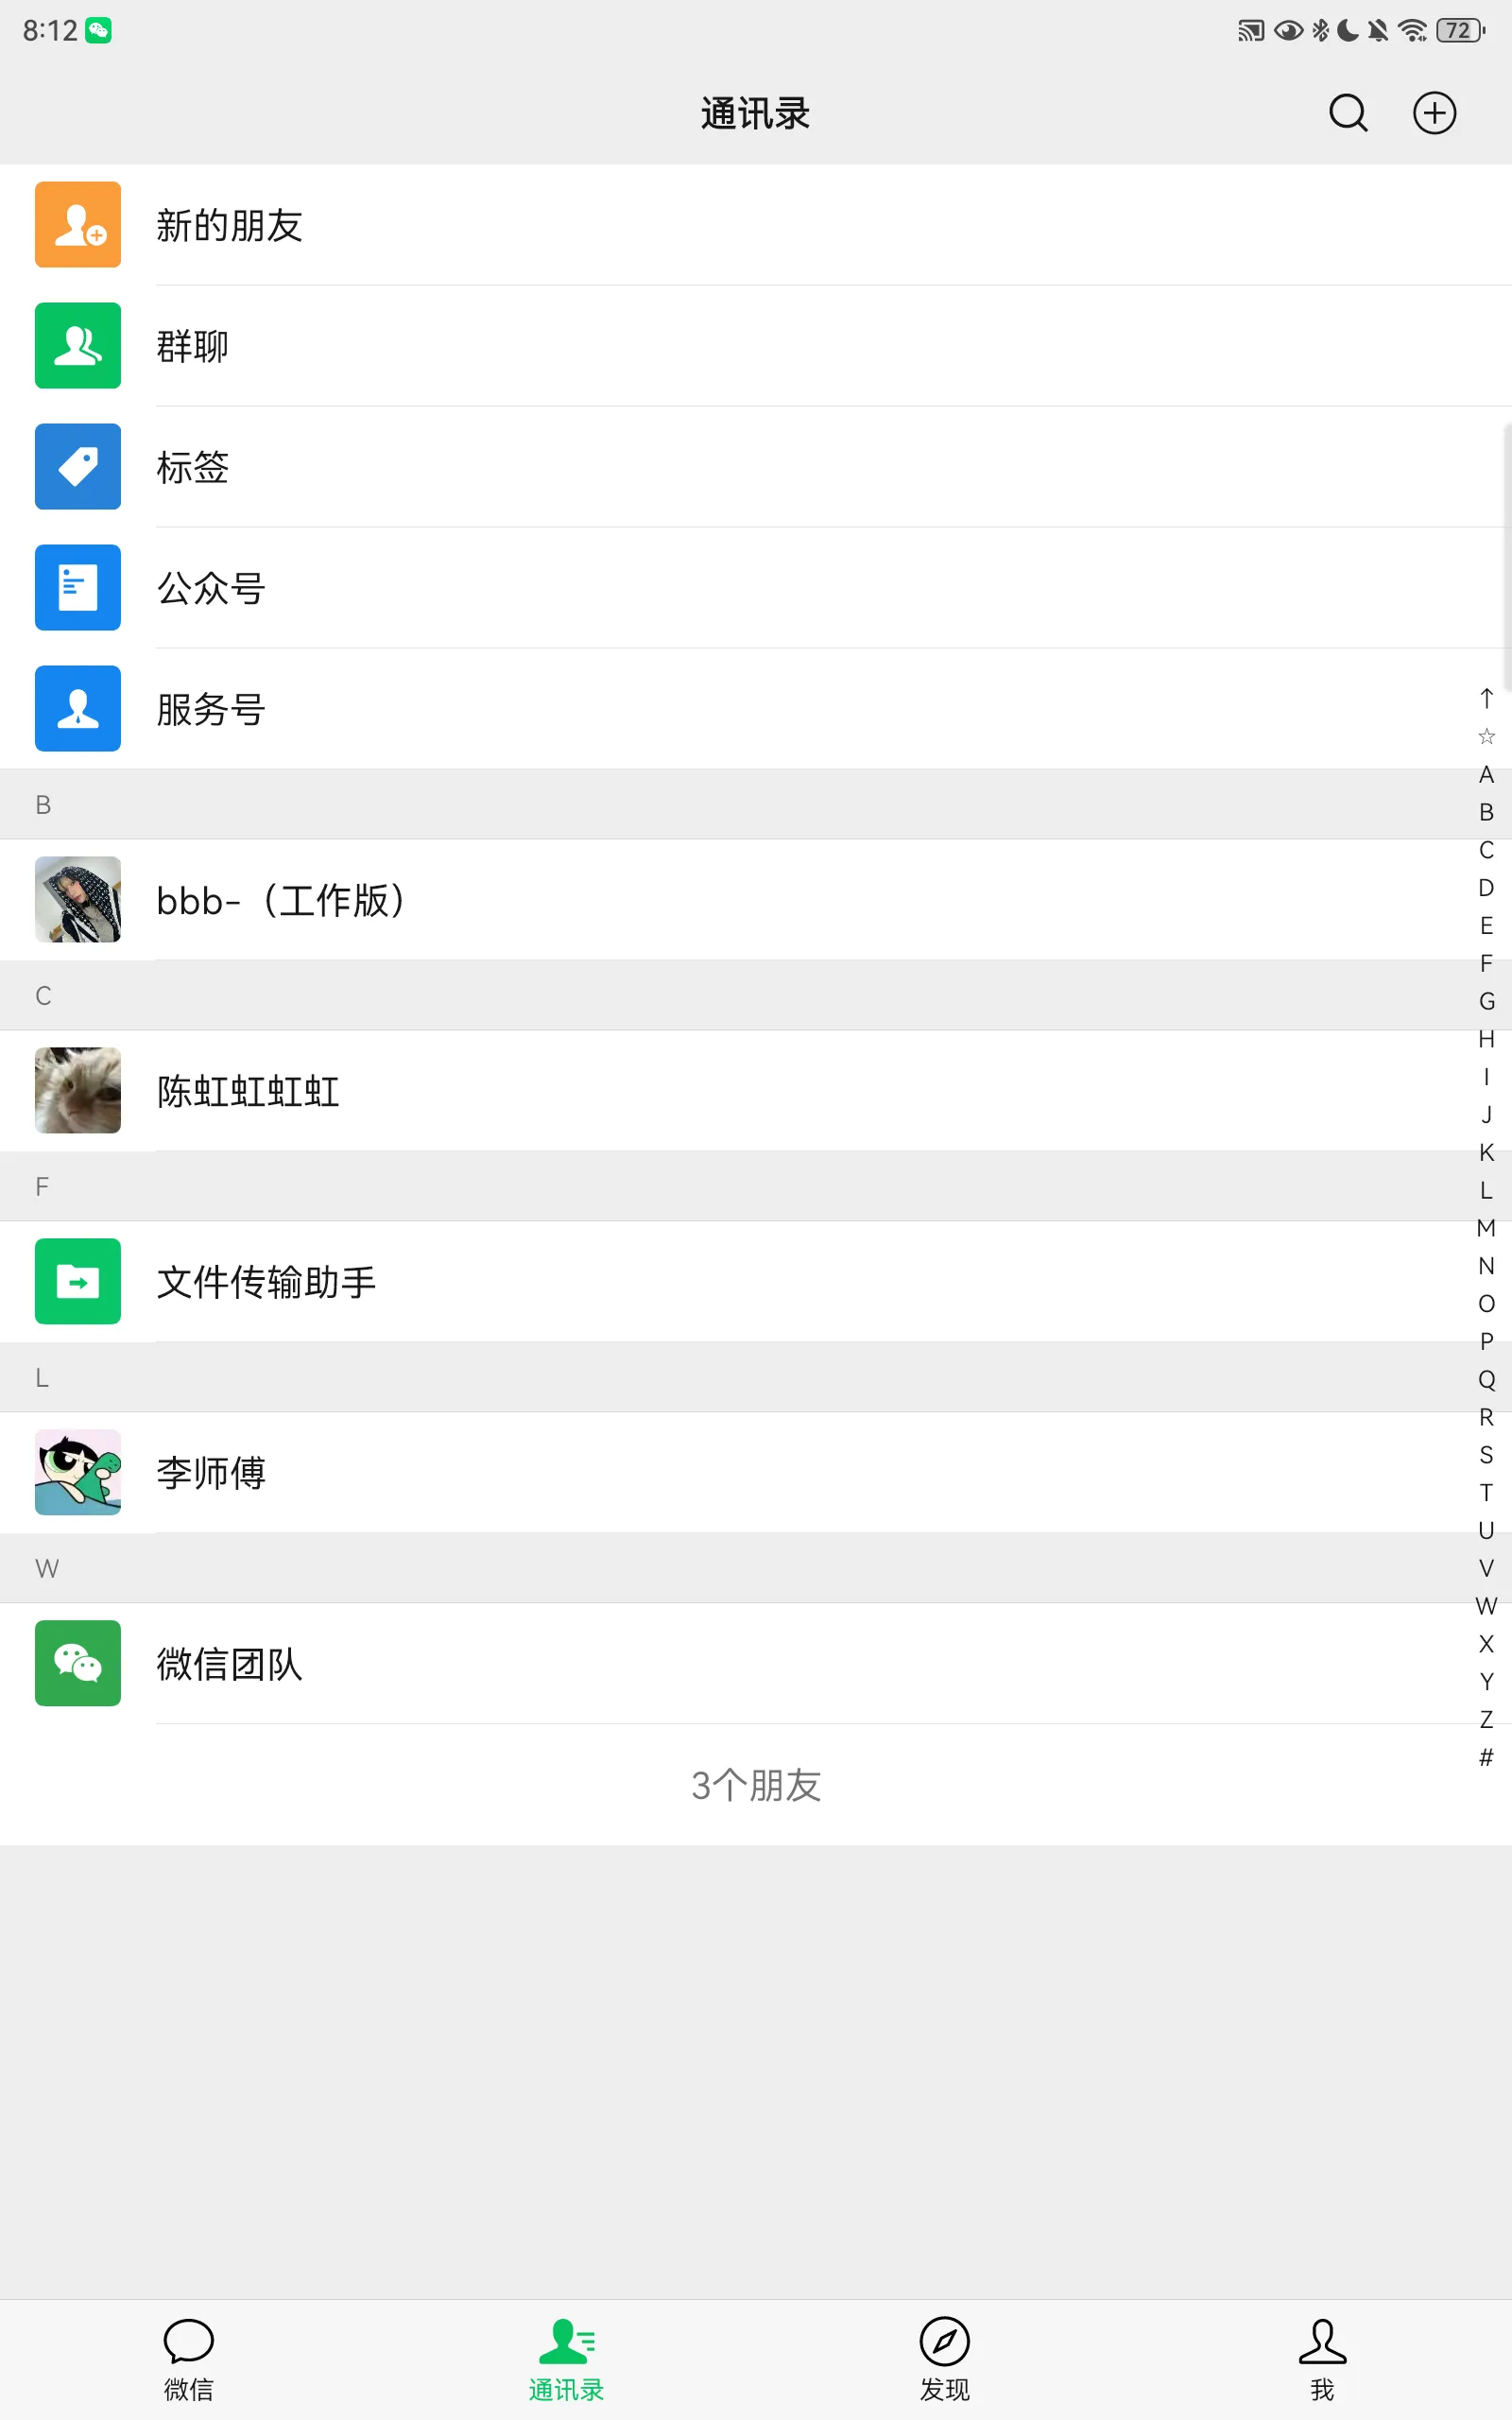 8:12
72
通讯录
新的朋友
群聊
标签
公众号
服务号
B
bbb-（工作版）
C
陈虹虹虹虹
F
文件传输助手
L
李师傅
W
微信团队
3个朋友
↑
☆
A
B
C
D
E
F
G
H
I
J
K
L
M
N
O
P
Q
R
S
T
U
V
W
X
Y
Z
#
微信
通讯录
发现
我